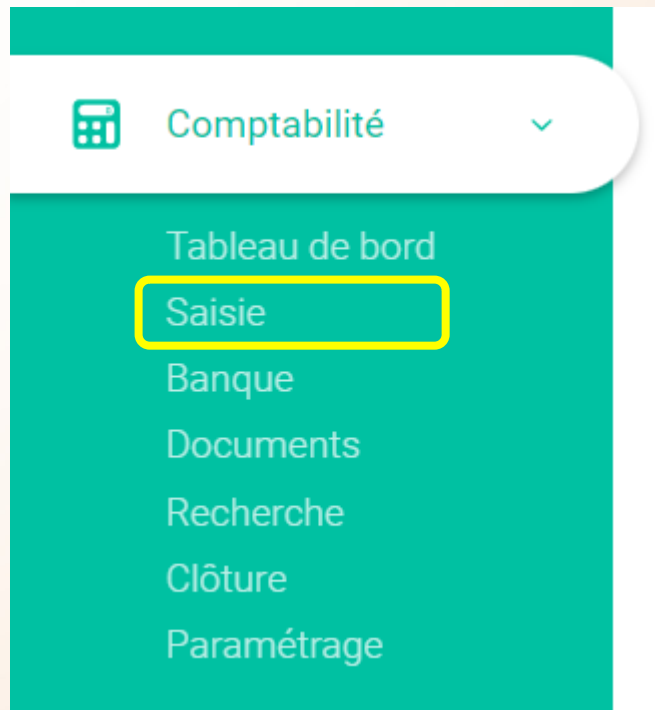 Comptabilité
Tableau de bord
Saisie
Banque
Documents
Recherche
Clôture
Paramétrage